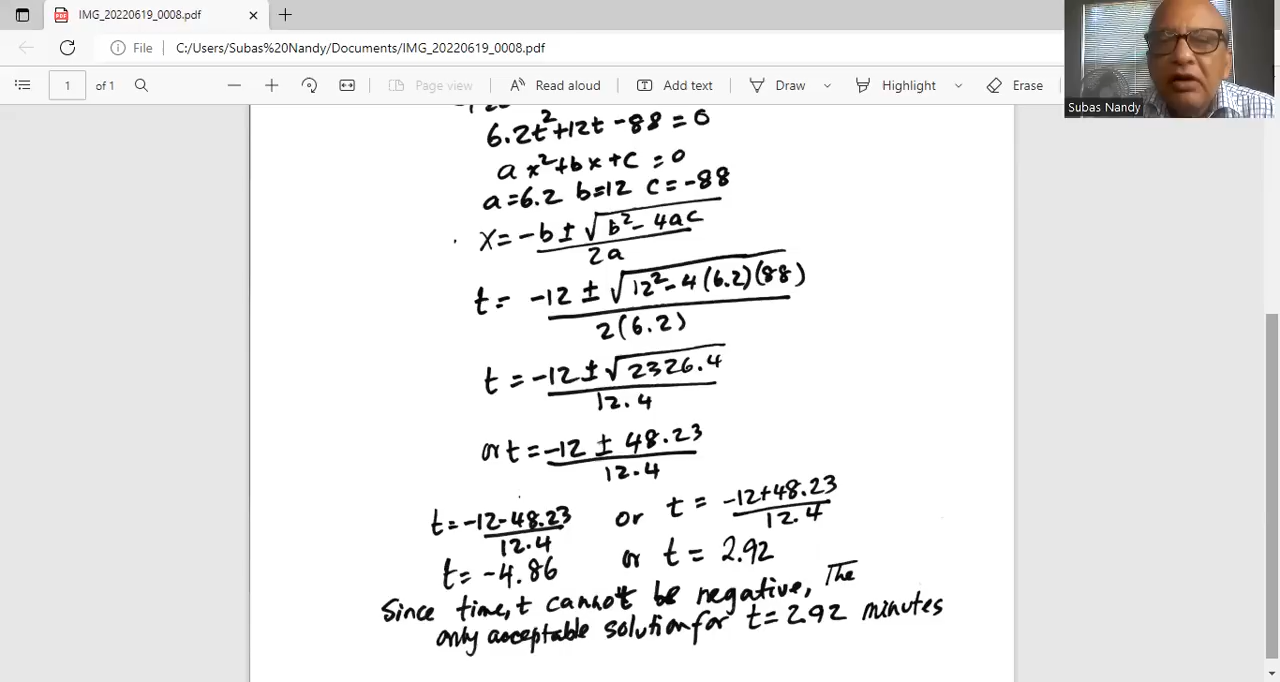 IMG_20220619_0008.pdf
File C:/Users/Subas%20Nandy/Documents/IMG_20220619_0008.pdf
1 of 1 Page view Read aloud Add text Draw Highlight Erase
Subas Nandy
6.2t²+12t -88 = 0
a x²+bx+c = 0
a=6.2 b=12 c=-88
x= -b ± √b²-4ac / 2a
t= -12 ± √12²-4(6.2)(88) / 2(6.2)
t = -12 ± √2326.4 / 12.4
or t = -12 ± 48.23 / 12.4
t= -12-48.23 / 12.4 or t = -12+48.23 / 12.4
t= -4.86 or t = 2.92
Since time, t cannot be negative, The
only acceptable solution for t= 2.92 minutes